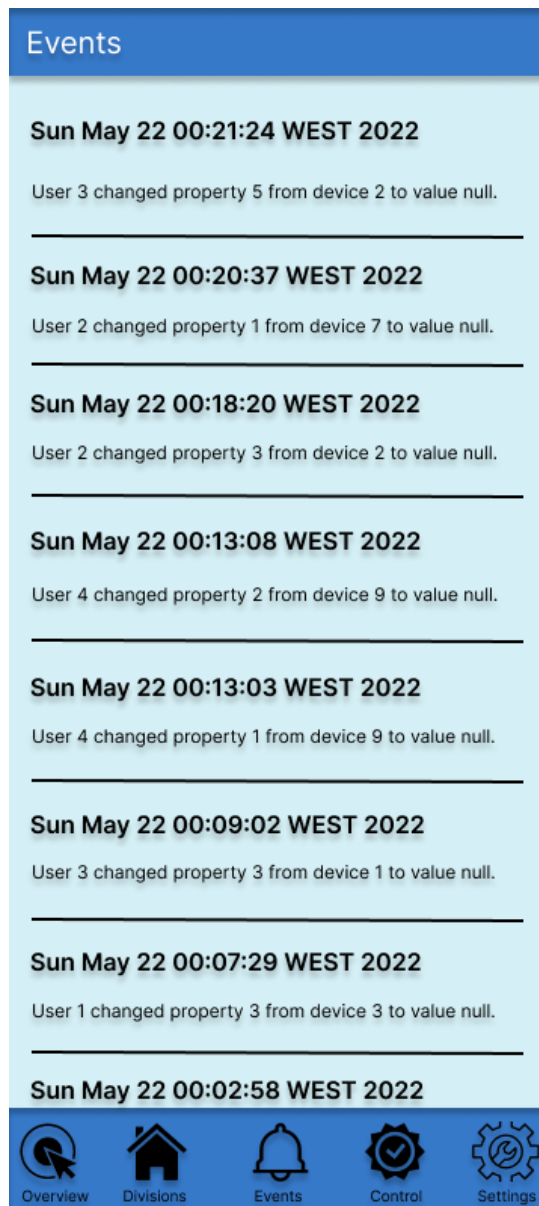 Events
Sun May 22 00:21:24 WEST 2022
User 3 changed property 5 from device 2 to value null.
Sun May 22 00:20:37 WEST 2022
User 2 changed property 1 from device 7 to value null.
Sun May 22 00:18:20 WEST 2022
User 2 changed property 3 from device 2 to value null.
Sun May 22 00:13:08 WEST 2022
User 4 changed property 2 from device 9 to value null.
Sun May 22 00:13:03 WEST 2022
User 4 changed property 1 from device 9 to value null.
Sun May 22 00:09:02 WEST 2022
User 3 changed property 3 from device 1 to value null.
Sun May 22 00:07:29 WEST 2022
User 1 changed property 3 from device 3 to value null.
Sun May 22 00:02:58 WEST 2022
Overview Divisions Events Control Settings